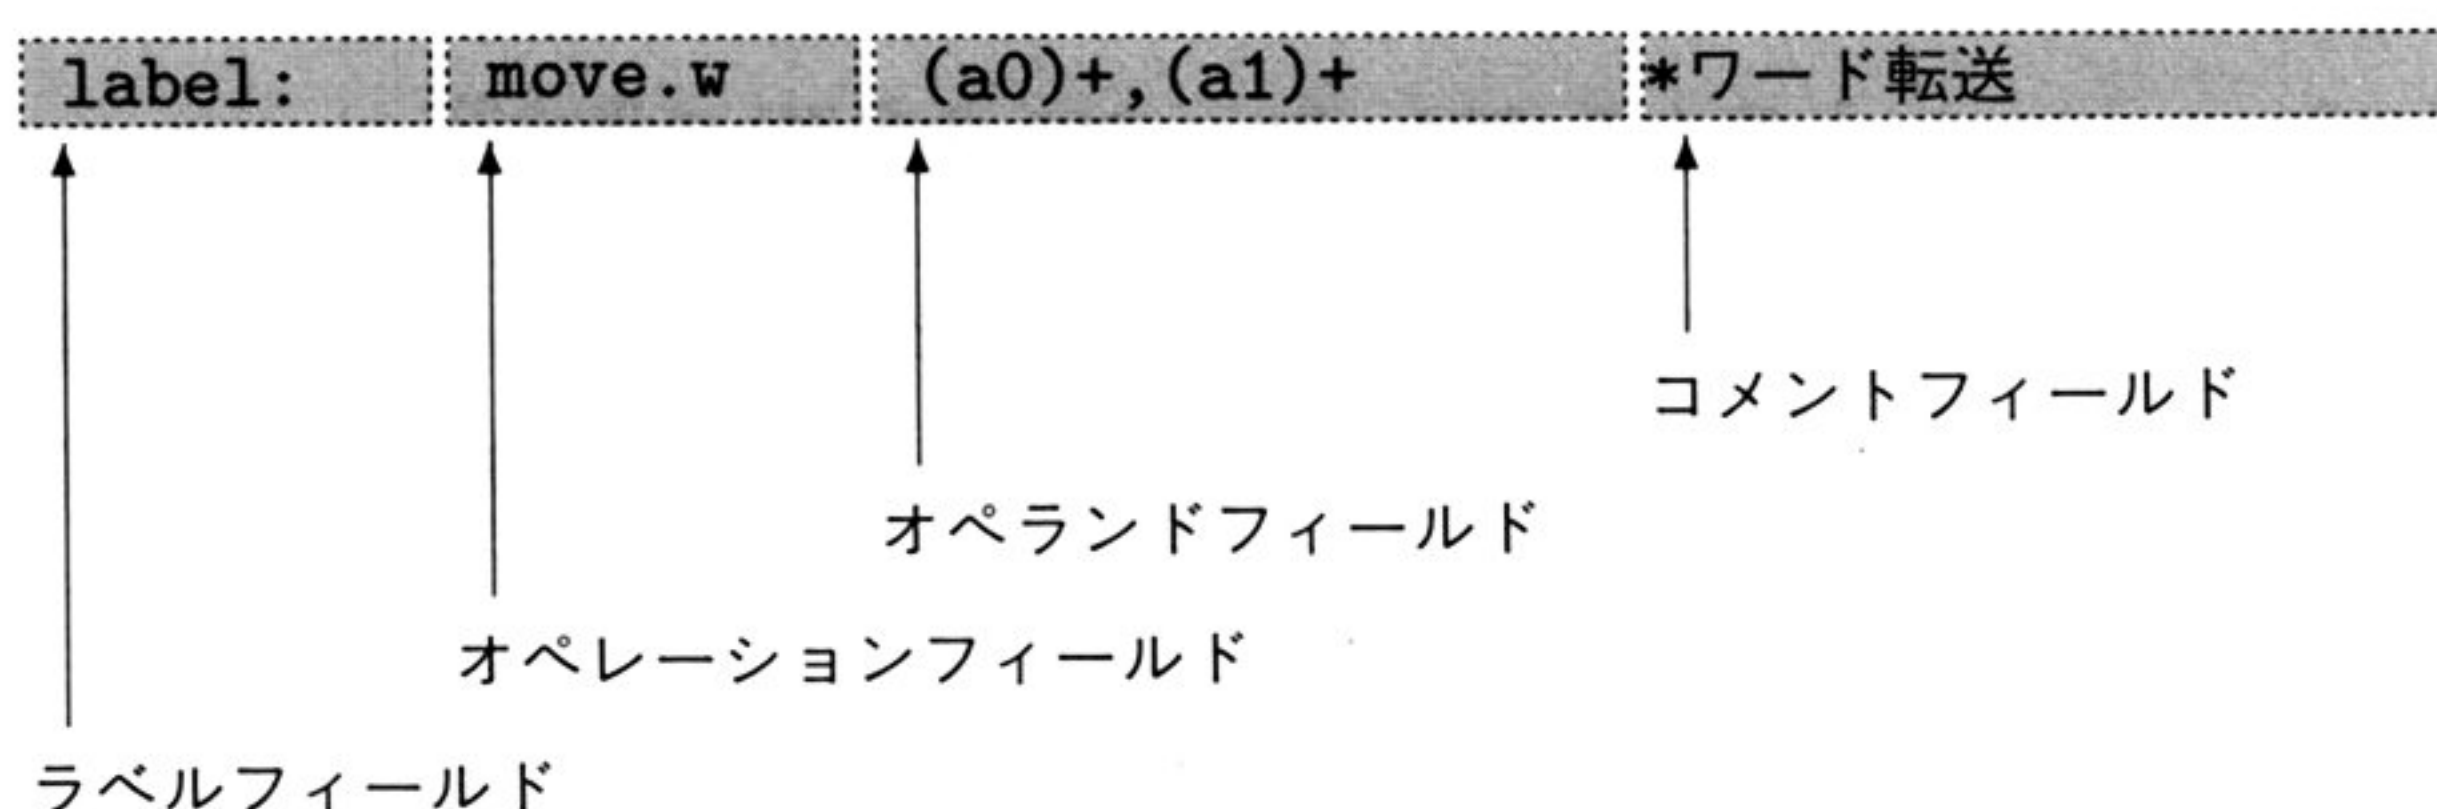 label: move.w (a0)+,(a1)+ *ワード転送
コメントフィールド
オペランドフィールド
オペレーションフィールド
ラベルフィールド